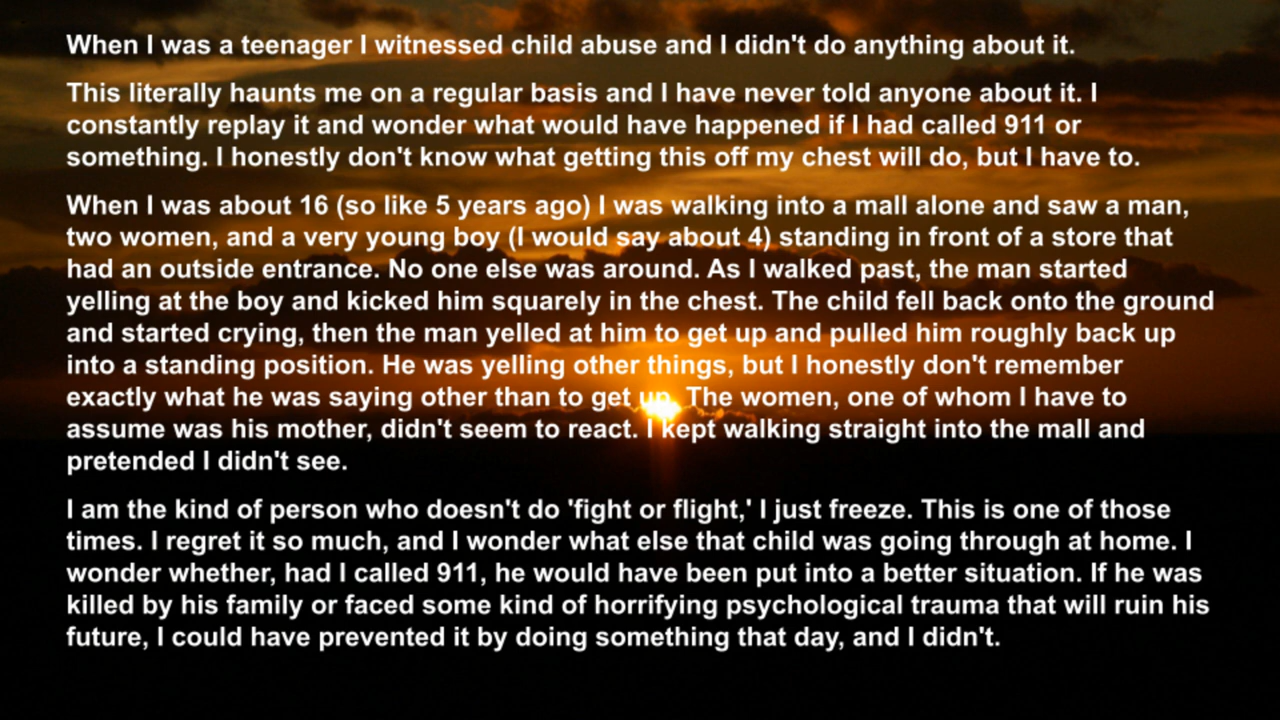 When I was a teenager I witnessed child abuse and I didn't do anything about it.
This literally haunts me on a regular basis and I have never told anyone about it. I
constantly replay it and wonder what would have happened if I had called 911 or
something. I honestly don't know what getting this off my chest will do, but I have to.
When I was about 16 (so like 5 years ago) I was walking into a mall alone and saw a man,
two women, and a very young boy (I would say about 4) standing in front of a store that
had an outside entrance. No one else was around. As I walked past, the man started
yelling at the boy and kicked him squarely in the chest. The child fell back onto the ground
and started crying, then the man yelled at him to get up and pulled him roughly back up
into a standing position. He was yelling other things, but I honestly don't remember
exactly what he was saying other than to get up. The women, one of whom I have to
assume was his mother, didn't seem to react. I kept walking straight into the mall and
pretended I didn't see.
I am the kind of person who doesn't do 'fight or flight,' I just freeze. This is one of those
times. I regret it so much, and I wonder what else that child was going through at home. I
wonder whether, had I called 911, he would have been put into a better situation. If he was
killed by his family or faced some kind of horrifying psychological trauma that will ruin his
future, I could have prevented it by doing something that day, and I didn't.